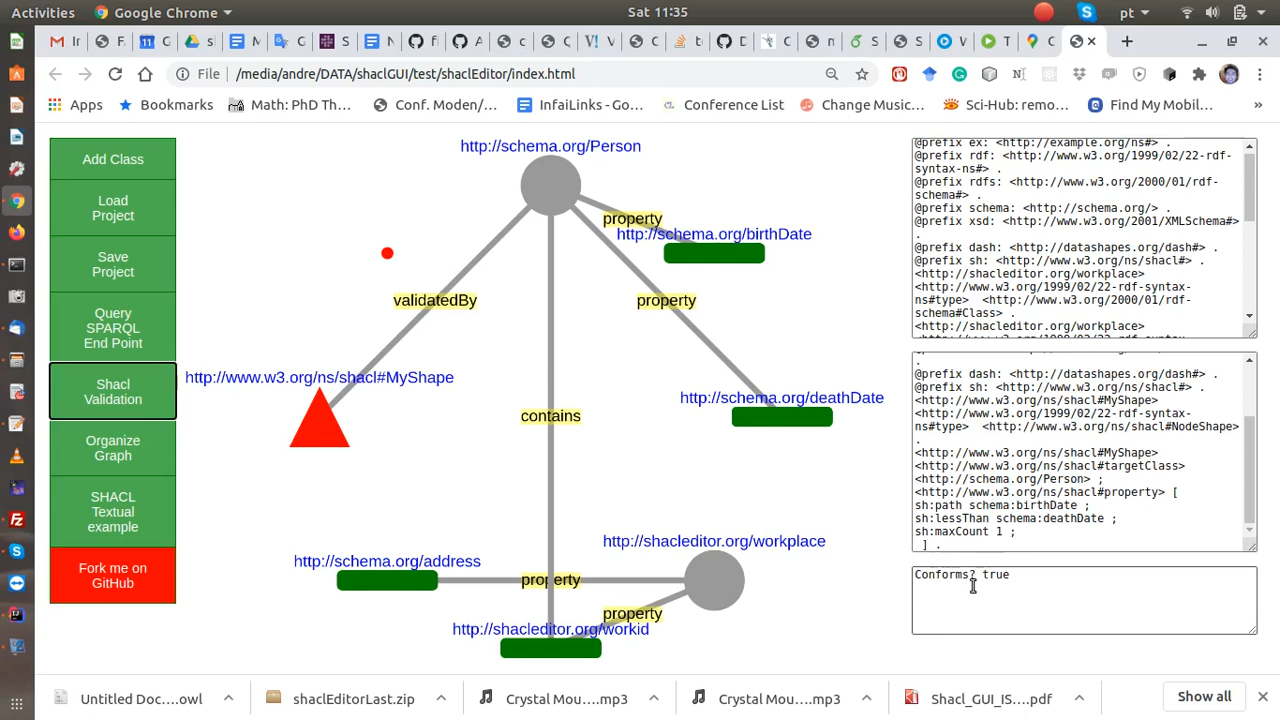 Activities
Google Chrome
Sat 11:35
pt
File
/media/andre/DATA/shaclGUI/test/shaclEditor/index.html
Apps
Bookmarks
Math: PhD Th...
Conf. Moden/...
InfaiLinks - Go...
Conference List
Change Music...
Sci-Hub: remo...
Find My Mobil...
»
Add Class
Load
Project
Save
Project
Query
SPARQL
End Point
Shacl
Validation
Organize
Graph
SHACL
Textual
example
Fork me on
GitHub
http://schema.org/Person
property
http://schema.org/birthDate
validatedBy
property
http://www.w3.org/ns/shacl#MyShape
http://schema.org/deathDate
contains
http://shacleditor.org/workplace
http://schema.org/address
property
property
http://shacleditor.org/workid
@prefix ex: <http://example.org/ns#> .
@prefix rdf: <http://www.w3.org/1999/02/22-rdf-
syntax-ns#> .
@prefix rdfs: <http://www.w3.org/2000/01/rdf-
schema#> .
@prefix schema: <http://schema.org/> .
@prefix xsd: <http://www.w3.org/2001/XMLSchema#>
.
@prefix dash: <http://datashapes.org/dash#> .
@prefix sh: <http://www.w3.org/ns/shacl#> .
<http://shacleditor.org/workplace>
<http://www.w3.org/1999/02/22-rdf-syntax-
ns#type>  <http://www.w3.org/2000/01/rdf-
schema#Class> .
<http://shacleditor.org/workplace>
.
@prefix dash: <http://datashapes.org/dash#> .
@prefix sh: <http://www.w3.org/ns/shacl#> .
<http://www.w3.org/ns/shacl#MyShape>
<http://www.w3.org/1999/02/22-rdf-syntax-
ns#type>  <http://www.w3.org/ns/shacl#NodeShape>
.
<http://www.w3.org/ns/shacl#MyShape>
<http://www.w3.org/ns/shacl#targetClass>
<http://schema.org/Person> ;
<http://www.w3.org/ns/shacl#property> [
sh:path schema:birthDate ;
sh:lessThan schema:deathDate ;
sh:maxCount 1 ;
] .
Conforms? true
Untitled Doc....owl
shaclEditorLast.zip
Crystal Mou....mp3
Crystal Mou....mp3
Shacl_GUI_IS....pdf
Show all